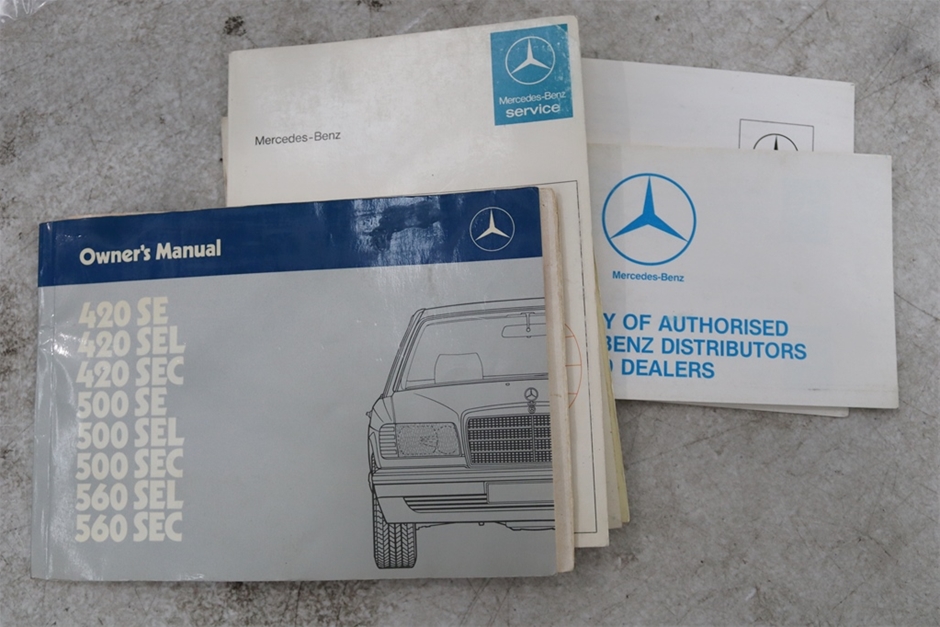 Mercedes-Benz
service
Mercedes-Benz
Mercedes-Benz
Y OF AUTHORISED
BENZ DISTRIBUTORS
DEALERS
Owner's Manual
420 SE
420 SEL
420 SEC
500 SE
500 SEL
500 SEC
560 SEL
560 SEC